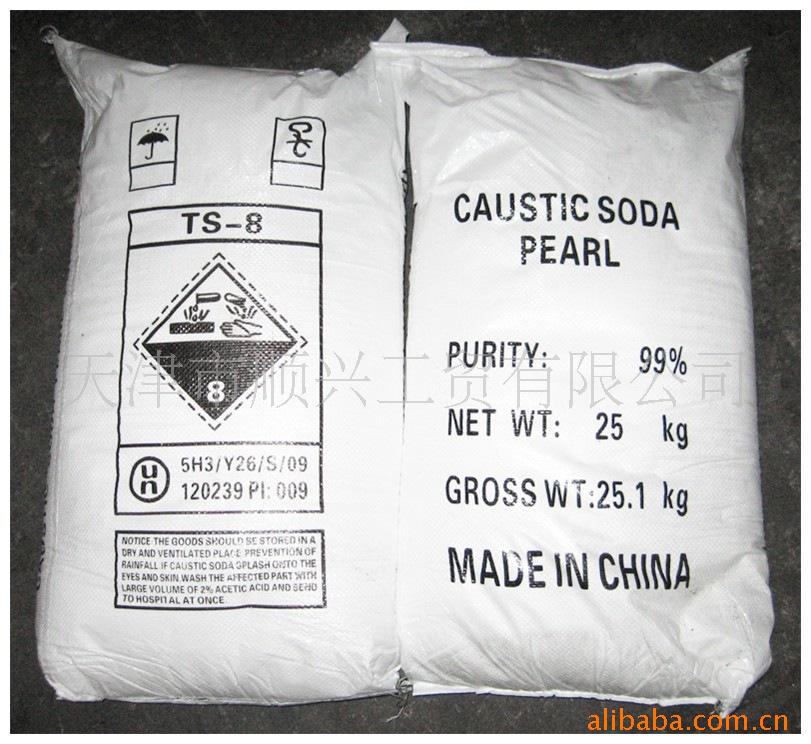 TS-8
8
un
5H3/Y26/S/09
120239 PI: 009
NOTICE.THE GOODS SHOULD BE STORED IN A
DRY AND VENTILATED PLACE.PREVENTION OF
RAINFALL.IF CAUSTIC SODA SPLASH ONTO THE
EYES AND SKIN,WASH THE AFFECTED PART WITH
LARGE VOLUME OF 2% ACETIC ACID AND SEND
TO HOSPITAL AT ONCE.
CAUSTIC SODA
PEARL
PURITY: 99%
NET WT: 25 kg
GROSS WT:25.1 kg
MADE IN CHINA
天津市顺兴工贸有限公司
alibaba.com.cn